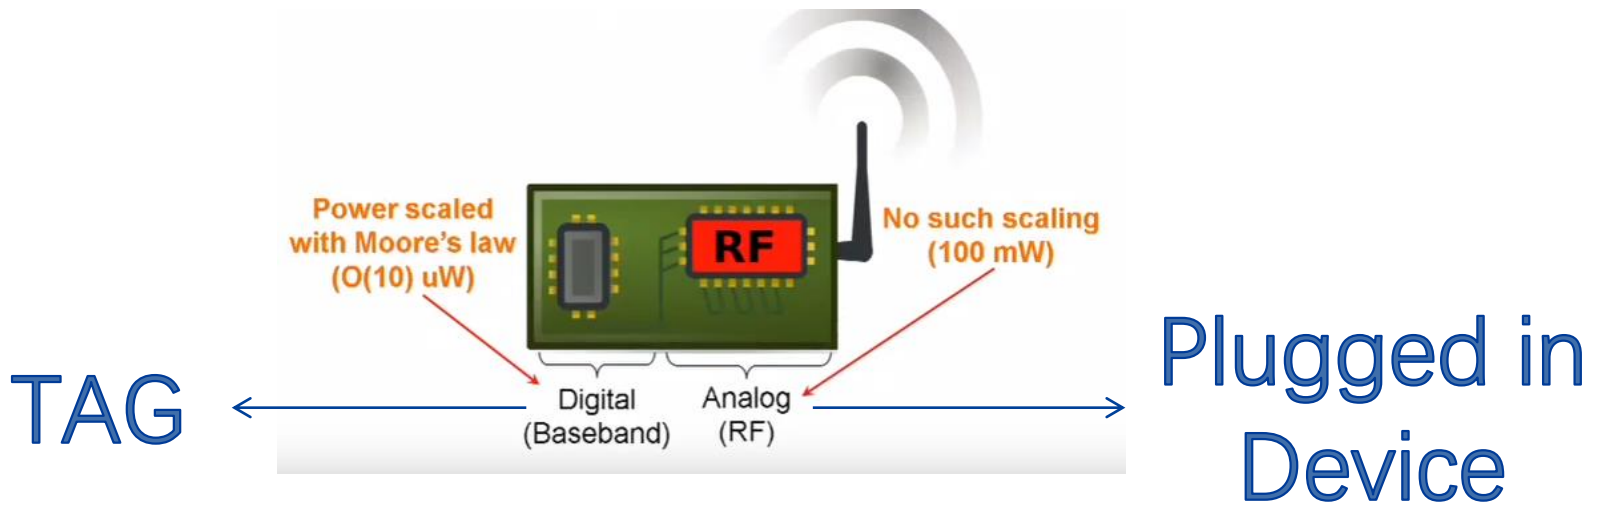 Power scaled
with Moore's law
(O(10) uW)
RF
No such scaling
(100 mW)
TAG
Digital
(Baseband)
Analog
(RF)
Plugged in
Device